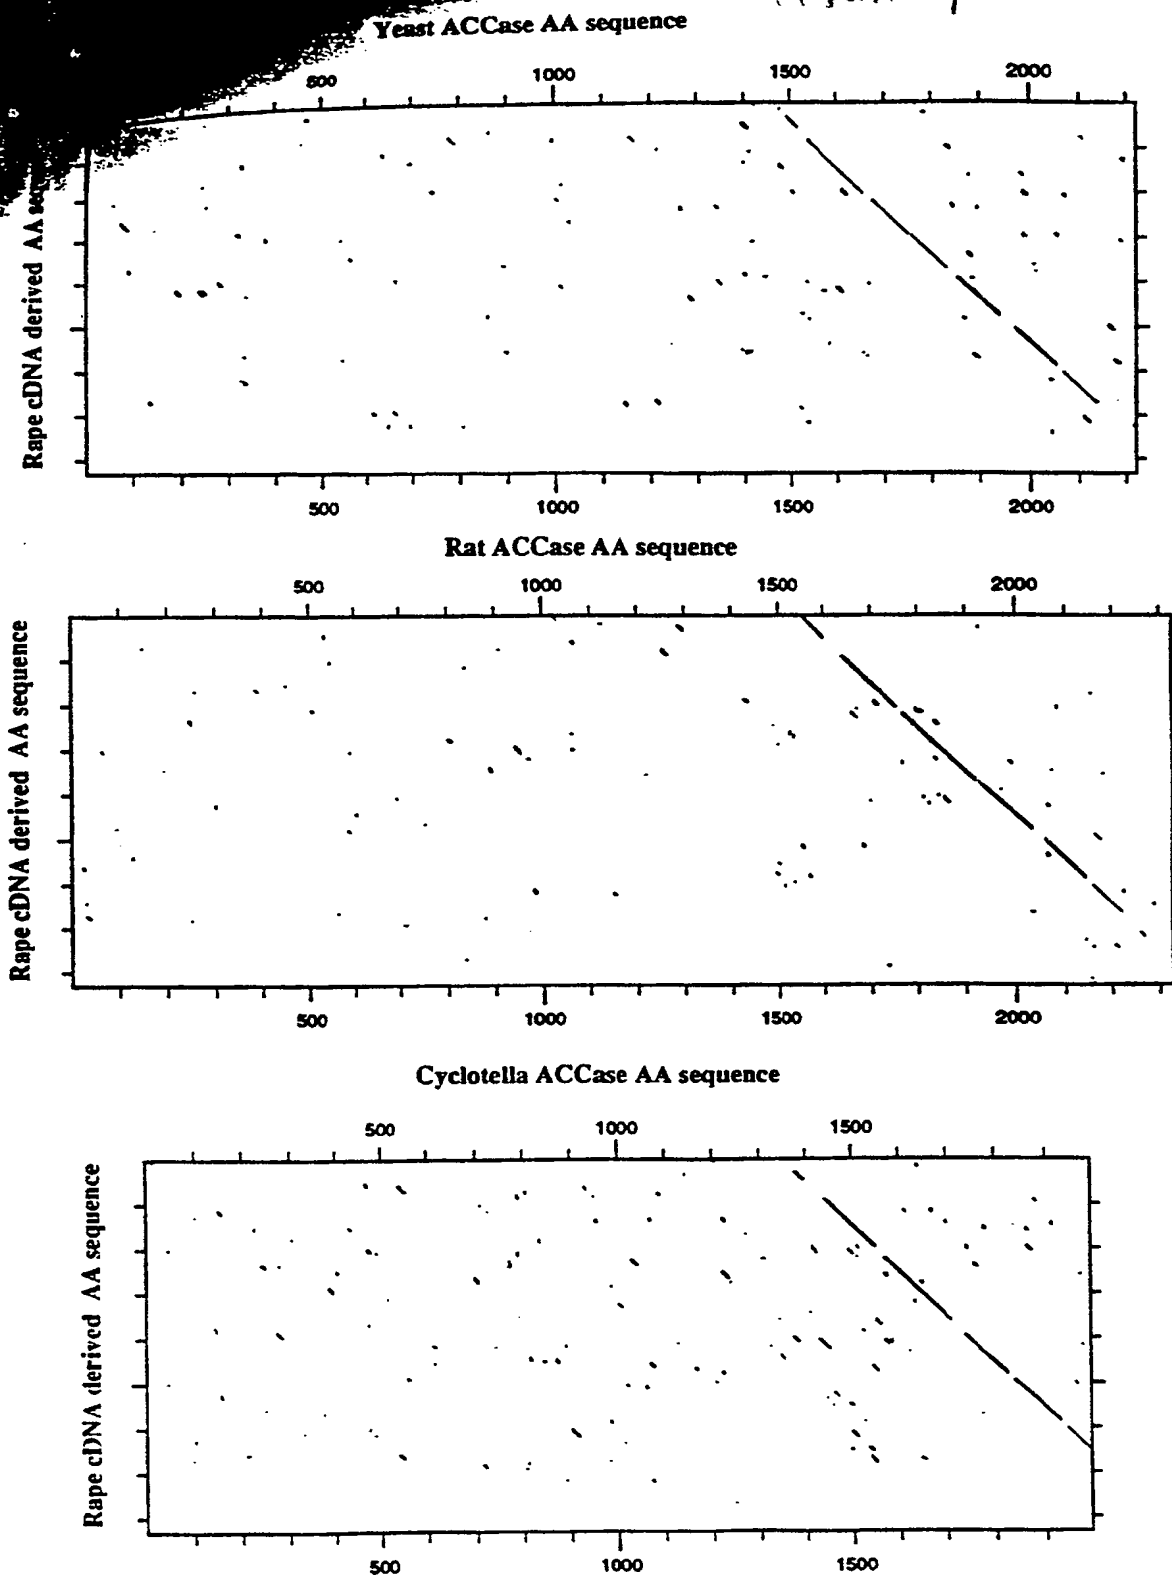 Yeast ACCase AA sequence
500 1000 1500 2000
Rape cDNA derived AA
500 1000 1500 2000
Rat ACCase AA sequence
500 1000 1500 2000
Rape cDNA derived AA sequence
500 1000 1500 2000
Cyclotella ACCase AA sequence
500 1000 1500
Rape cDNA derived AA sequence
500 1000 1500